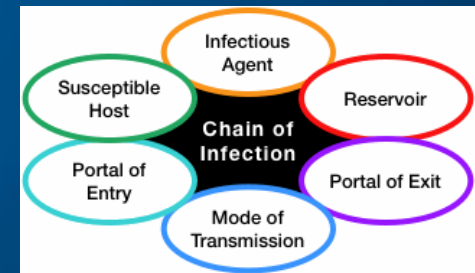 Infectious
Agent
Susceptible
Host
Reservoir
Chain of
Infection
Portal of
Entry
Portal of Exit
Mode of
Transmission